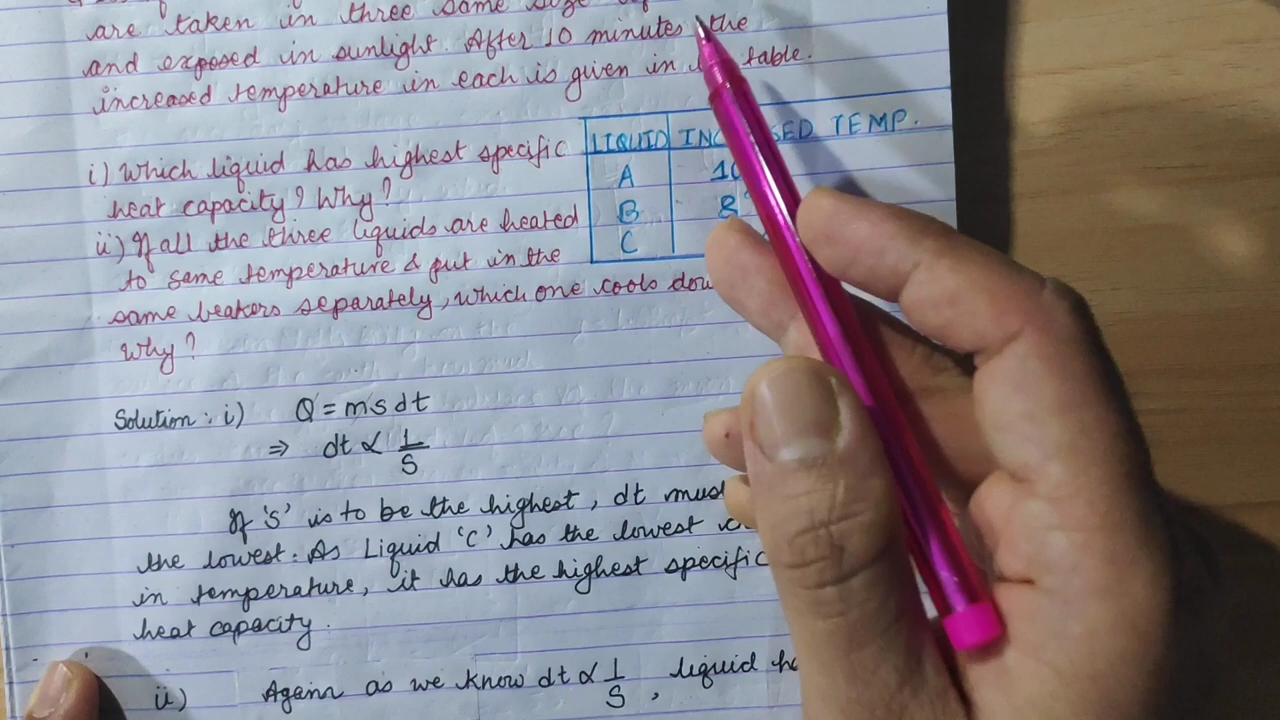 are taken in three same size
and exposed in sunlight. After 10 minutes the
increased temperature in each is given in table.
i) Which liquid has highest specific
heat capacity? Why?
ii) If all the three liquids are heated
to same temperature & put in the
same beakers separately, which one cools
Why?
LIQUID TEMP.
A
B 8
C
Solution: i) Q = msdt
⇒ dt ∝ 1/S
If 'S' is to be the highest, dt must
the lowest. As Liquid 'C' has the lowest
in temperature, it has the highest specific
heat capacity.
ii) Again as we know dt ∝ 1/S, liquid